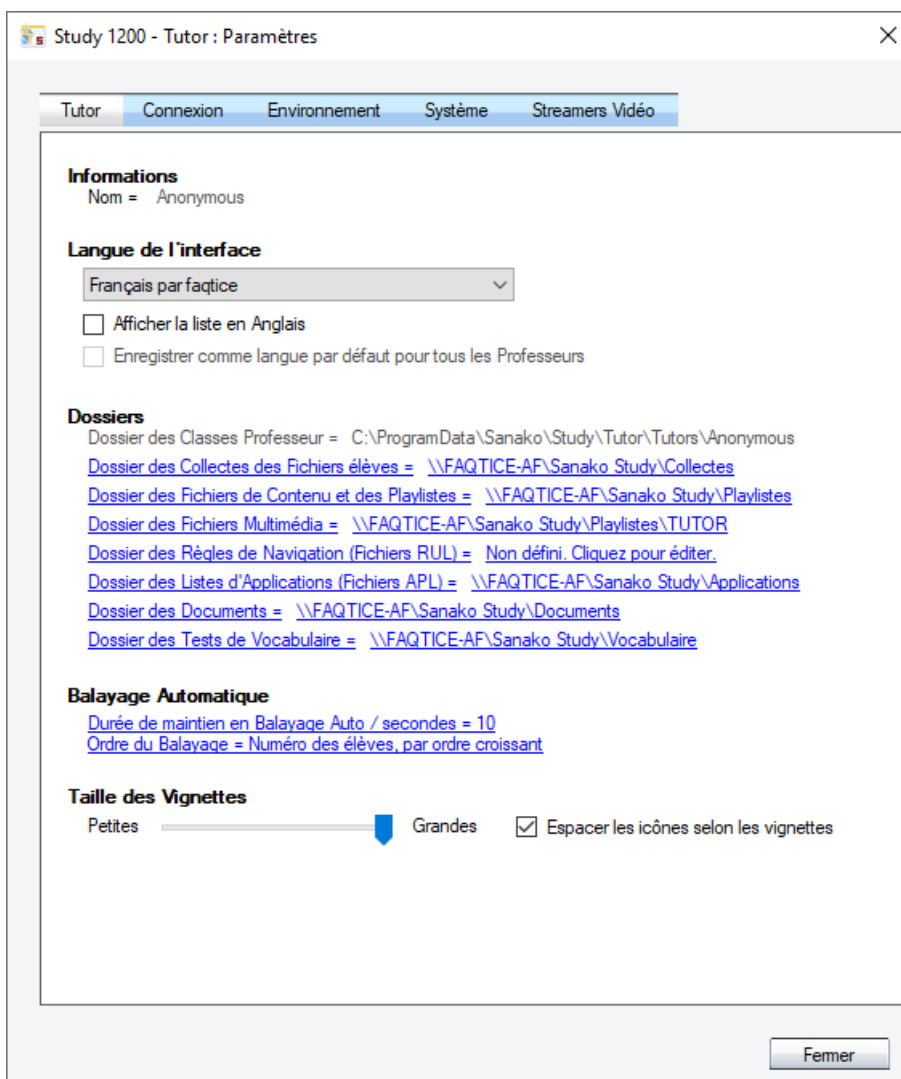 Study 1200 - Tutor : Paramètres
Tutor Connexion Environnement Système Streamers Vidéo
Informations
Nom = Anonymous
Langue de l'interface
Français par faqtice
Afficher la liste en Anglais
Enregistrer comme langue par défaut pour tous les Professeurs
Dossiers
Dossier des Classes Professeur = C:\ProgramData\Sanako\Study\Tutor\Tutors\Anonymous
Dossier des Collectes des Fichiers élèves = \\FAQTICE-AF\Sanako Study\Collectes
Dossier des Fichiers de Contenu et des Playlistes = \\FAQTICE-AF\Sanako Study\Playlistes
Dossier des Fichiers Multimédia = \\FAQTICE-AF\Sanako Study\Playlistes\TUTOR
Dossier des Règles de Navigation (Fichiers RUL) = Non défini. Cliquez pour éditer.
Dossier des Listes d'Applications (Fichiers APL) = \\FAQTICE-AF\Sanako Study\Applications
Dossier des Documents = \\FAQTICE-AF\Sanako Study\Documents
Dossier des Tests de Vocabulaire = \\FAQTICE-AF\Sanako Study\Vocabulaire
Balayage Automatique
Durée de maintien en Balayage Auto / secondes = 10
Ordre du Balayage = Numéro des élèves, par ordre croissant
Taille des Vignettes
Petites Grandes Espacer les icônes selon les vignettes
Fermer